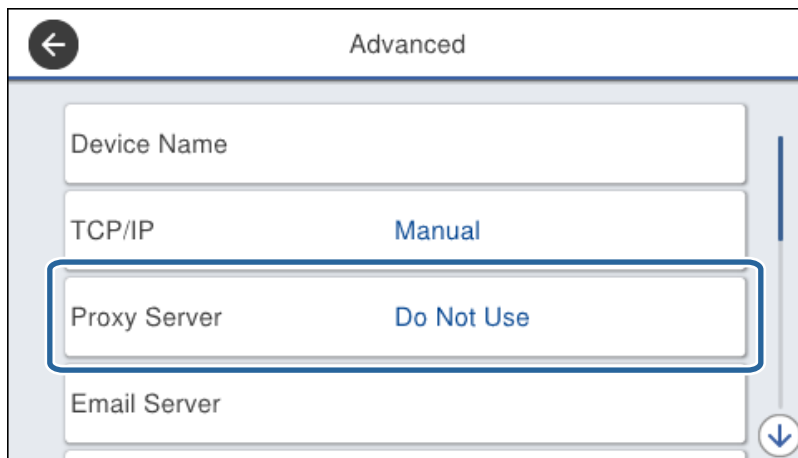 Advanced
Device Name
TCP/IP Manual
Proxy Server Do Not Use
Email Server